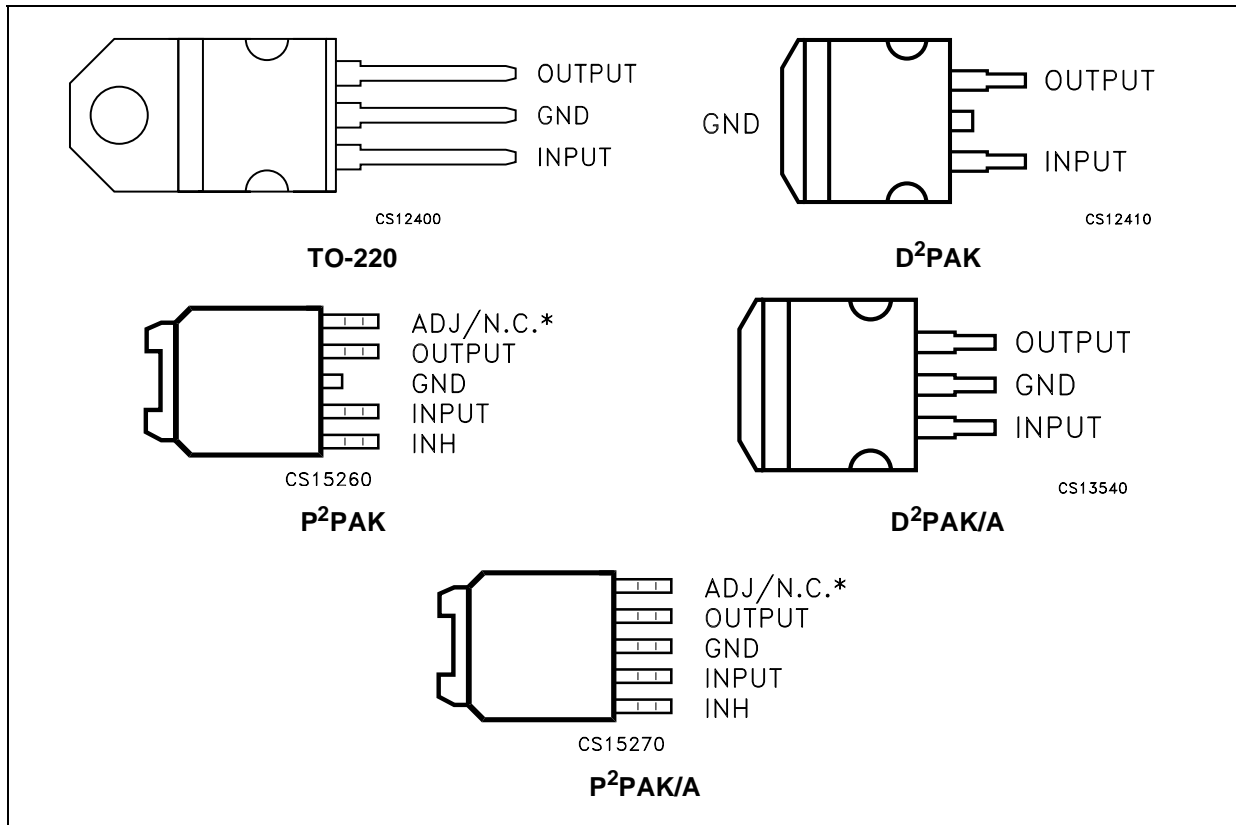 OUTPUT
GND
INPUT
CS12400
TO-220
GND
OUTPUT
INPUT
CS12410
D²PAK
ADJ/N.C.*
OUTPUT
GND
INPUT
INH
CS15260
P²PAK
OUTPUT
GND
INPUT
CS13540
D²PAK/A
ADJ/N.C.*
OUTPUT
GND
INPUT
INH
CS15270
P²PAK/A